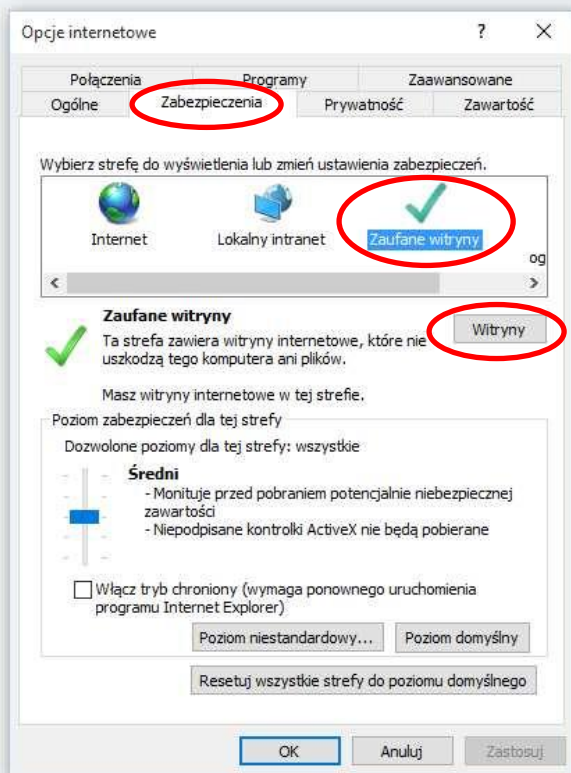 Opcje internetowe
Połączenia Programy Zaawansowane
Ogólne Zabezpieczenia Prywatność Zawartość
Wybierz strefę do wyświetlenia lub zmień ustawienia zabezpieczeń.
Internet Lokalny intranet Zaufane witryny
og
Zaufane witryny
Witryny
Ta strefa zawiera witryny internetowe, które nie
uszkodzą tego komputera ani plików.
Masz witryny internetowe w tej strefie.
Poziom zabezpieczeń dla tej strefy
Dozwolone poziomy dla tej strefy: wszystkie
Średni
- Monituje przed pobraniem potencjalnie niebezpiecznej
zawartości
- Niepodpisane kontrolki ActiveX nie będą pobierane
Włącz tryb chroniony (wymaga ponownego uruchomienia
programu Internet Explorer)
Poziom niestandardowy... Poziom domyślny
Resetuj wszystkie strefy do poziomu domyślnego
OK Anuluj Zastosuj